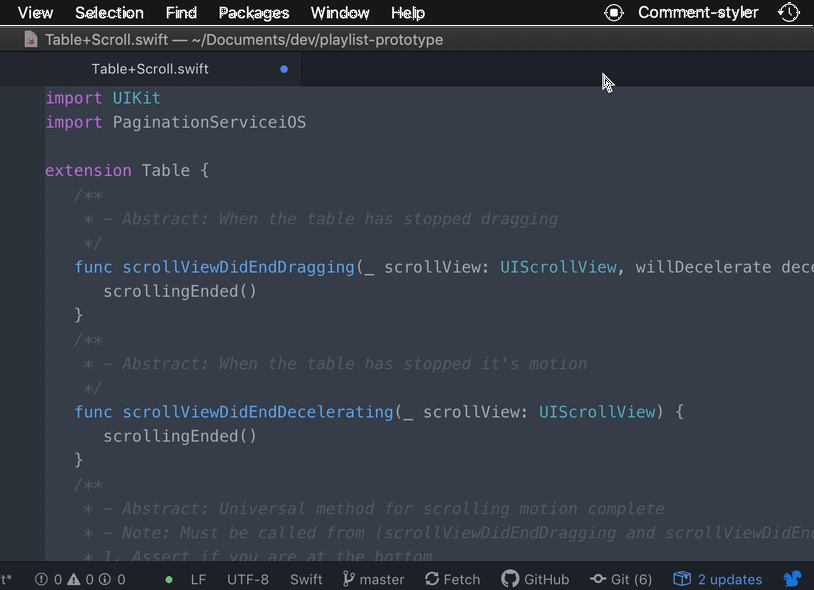 View Selection Find Packages Window Help Comment-styler
Table+Scroll.swift — ~/Documents/dev/playlist-prototype
Table+Scroll.swift
import UIKit
import PaginationServiceiOS
extension Table {
/**
* - Abstract: When the table has stopped dragging
*/
func scrollViewDidEndDragging(_ scrollView: UIScrollView, willDecelerate dece
scrollingEnded()
}
/**
* - Abstract: When the table has stopped it's motion
*/
func scrollViewDidEndDecelerating(_ scrollView: UIScrollView) {
scrollingEnded()
}
/**
* - Abstract: Universal method for scrolling motion complete
* - Note: Must be called from (scrollViewDidEndDragging and scrollViewDidEn
* 1. Assert if you are at the bottom
ft* 0 0 0 LF UTF-8 Swift master Fetch GitHub Git (6) 2 updates